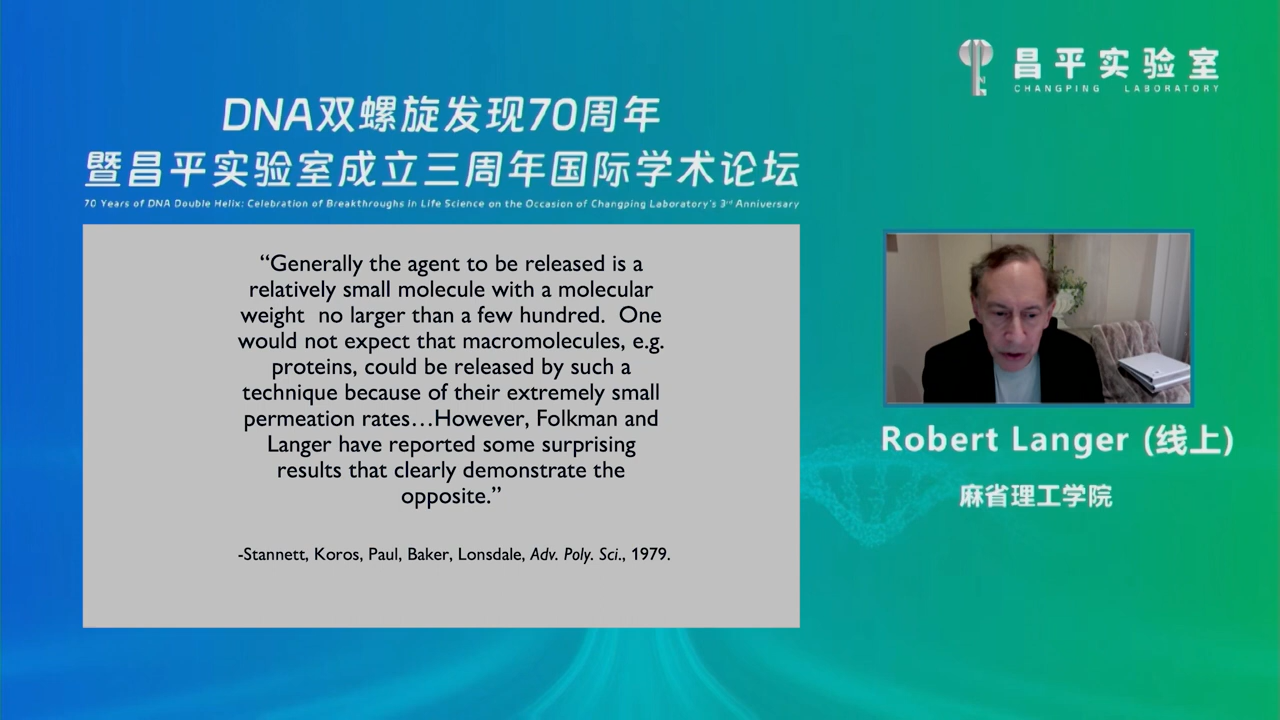 昌平实验室
CHANGPING LABORATORY
DNA双螺旋发现70周年
暨昌平实验室成立三周年国际学术论坛
70 Years of DNA Double Helix: Celebration of Breakthroughs in Life Science on the Occasion of Changping Laboratory's 3rd Anniversary
“Generally the agent to be released is a
relatively small molecule with a molecular
weight no larger than a few hundred. One
would not expect that macromolecules, e.g.
proteins, could be released by such a
technique because of their extremely small
permeation rates…However, Folkman and
Langer have reported some surprising
results that clearly demonstrate the
opposite.”
-Stannett, Koros, Paul, Baker, Lonsdale, Adv. Poly. Sci., 1979.
Robert Langer (线上)
麻省理工学院